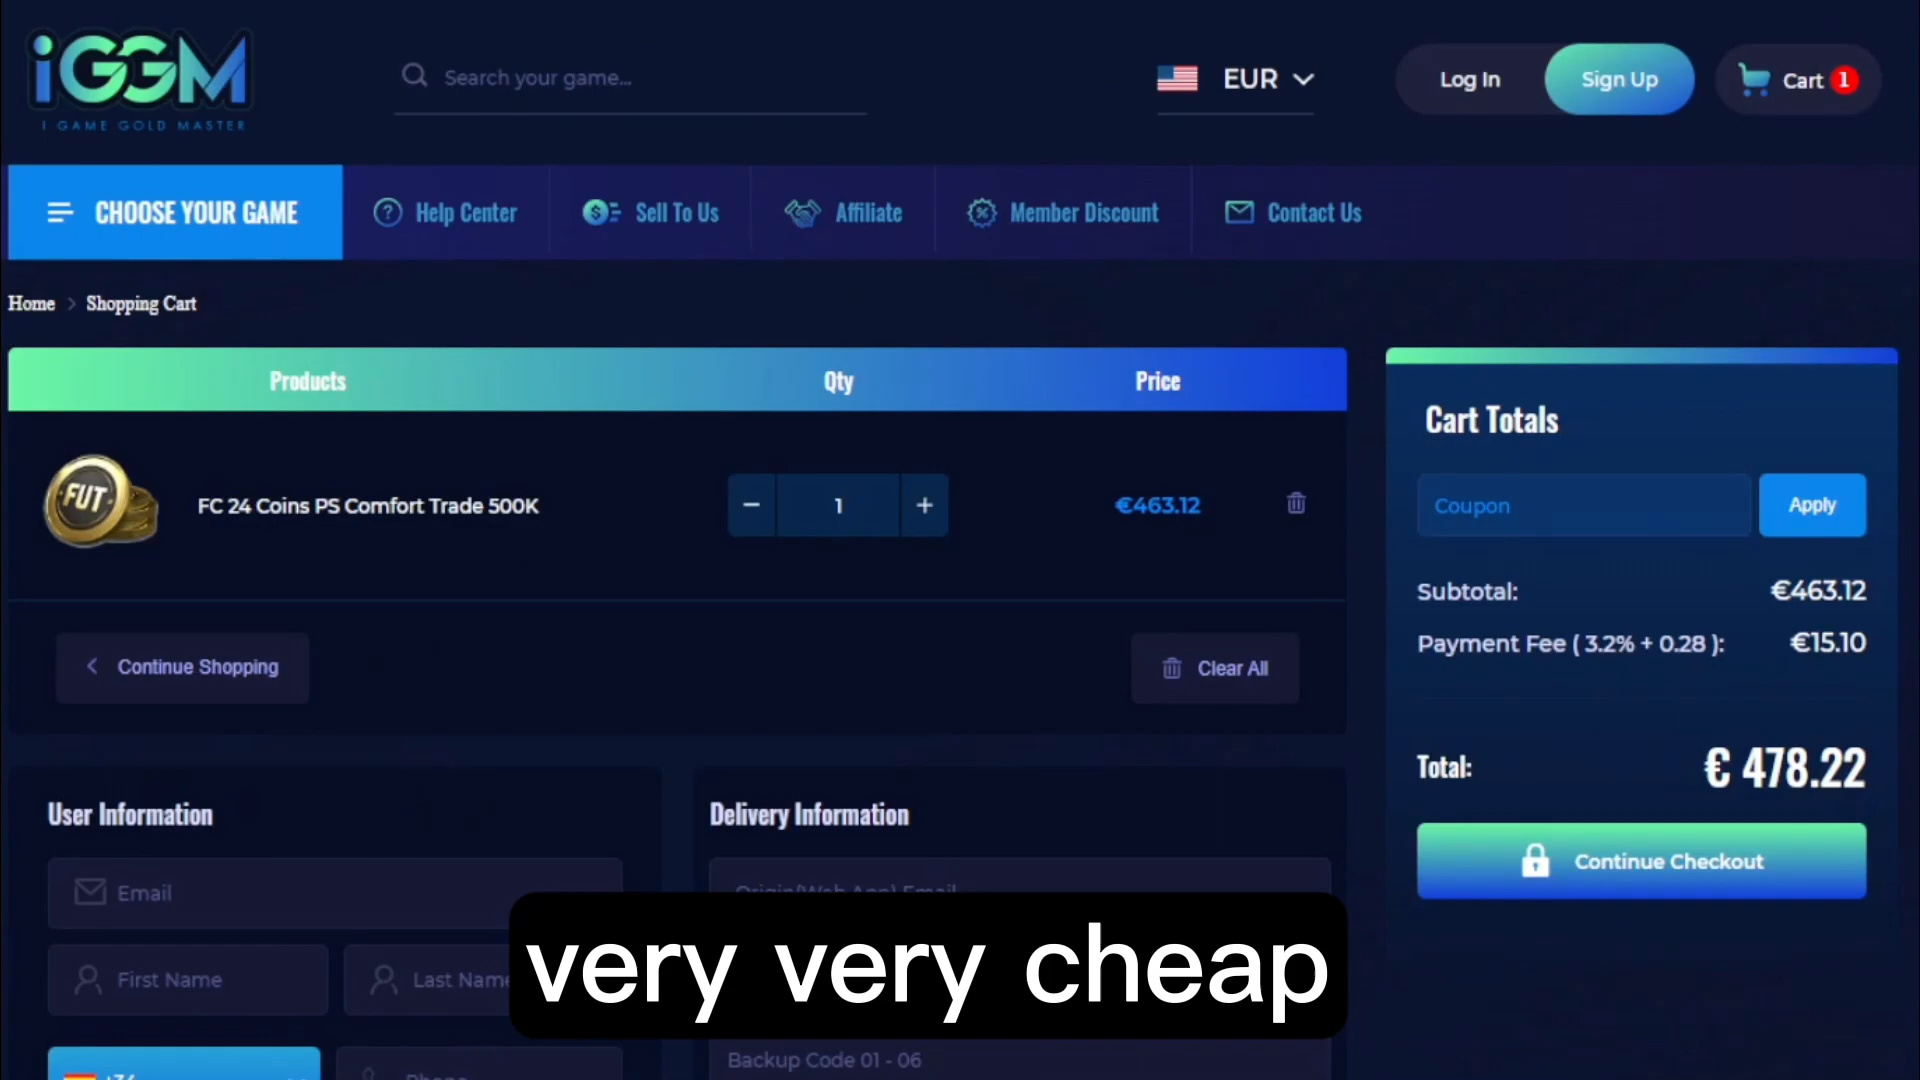 iGGM
I GAME GOLD MASTER
Search your game...
EUR
Log In
Sign Up
Cart 1
CHOOSE YOUR GAME
Help Center
Sell To Us
Affiliate
Member Discount
Contact Us
Home > Shopping Cart
Products Qty Price
FUT
FC 24 Coins PS Comfort Trade 500K
− 1 +
€463.12
Continue Shopping
Clear All
Cart Totals
Coupon
Apply
Subtotal: €463.12
Payment Fee ( 3.2% + 0.28 ): €15.10
Total: € 478.22
Continue Checkout
User Information
Email
First Name
Last Name
Delivery Information
Origin(Web App) Email
Backup Code 01 - 06
very very cheap